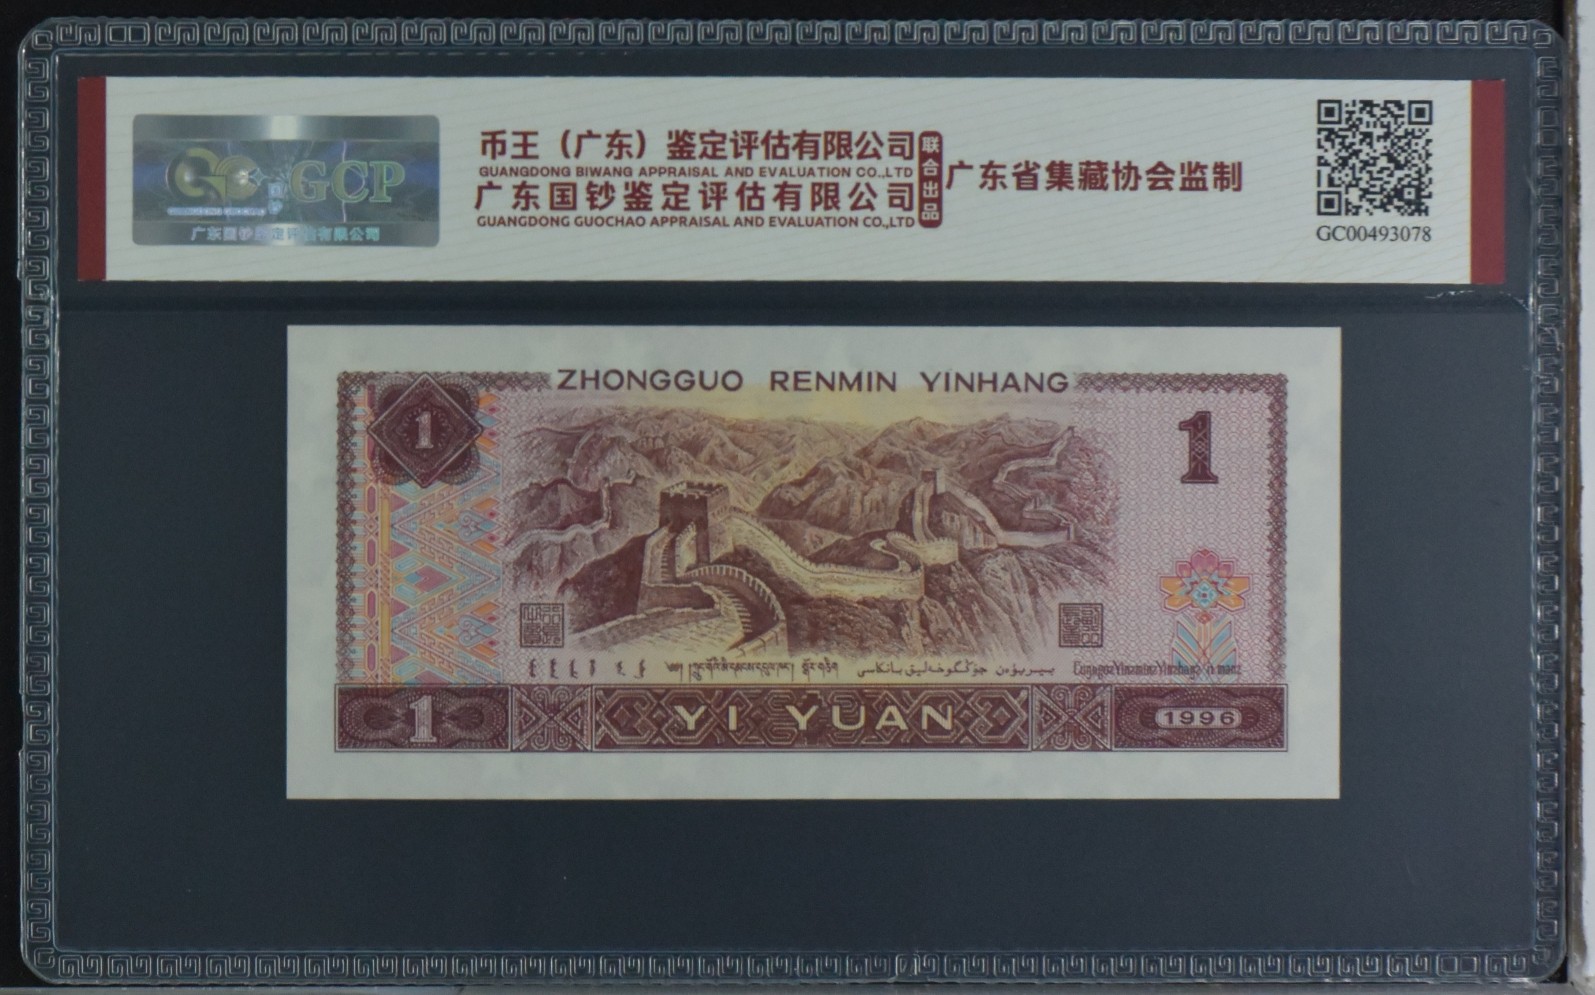 GCP
广东国钞鉴定评估有限公司
币王（广东）鉴定评估有限公司
GUANGDONG BIWANG APPRAISAL AND EVALUATION CO.,LTD
广东国钞鉴定评估有限公司
GUANGDONG GUOCHAO APPRAISAL AND EVALUATION CO.,LTD
联合出品
广东省集藏协会监制
GC00493078
ZHONGGUO RENMIN YINHANG
1
1
1
YI YUAN
1996